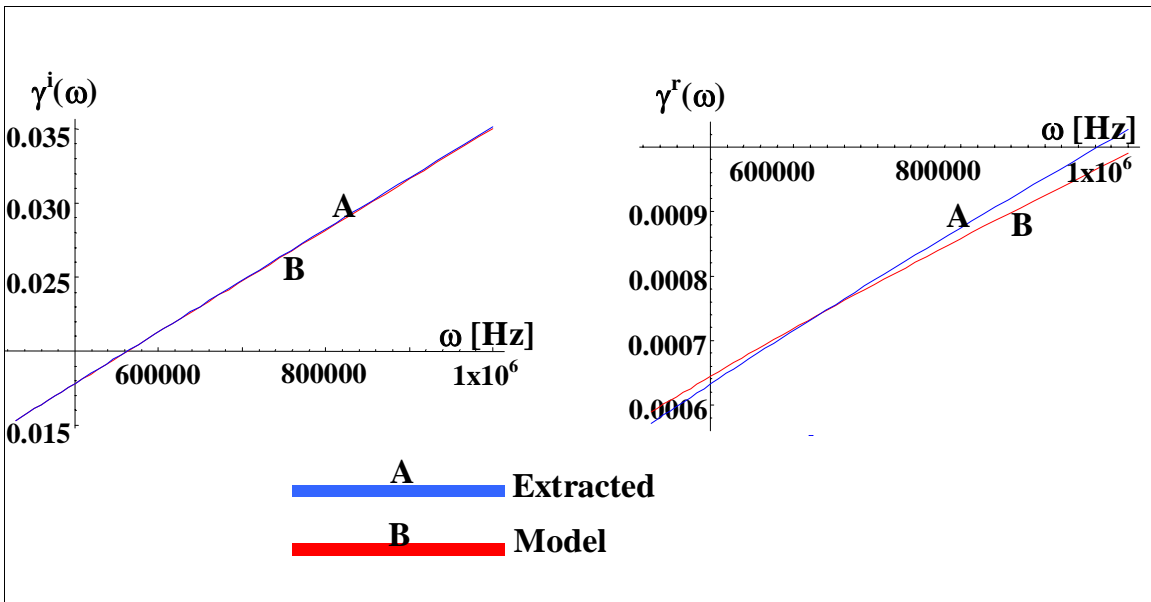 γ^i(ω)
0.035
0.030
0.025
0.015
A
B
ω [Hz]
600000
800000
1x10^6
γ^r(ω)
ω [Hz]
600000
800000
1x10^6
0.0009
0.0008
0.0007
0.0006
A
B
A
Extracted
B
Model